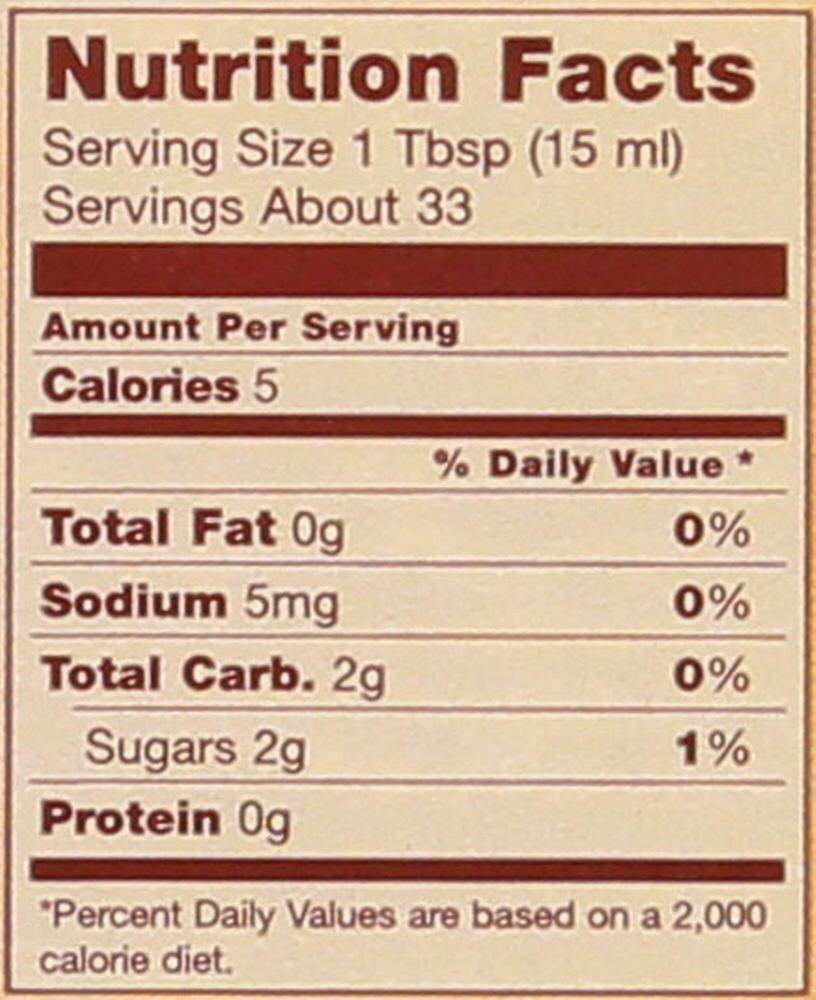 Nutrition Facts
Serving Size 1 Tbsp (15 ml)
Servings About 33
Amount Per Serving
Calories 5
% Daily Value *
Total Fat 0g 0%
Sodium 5mg 0%
Total Carb. 2g 0%
Sugars 2g 1%
Protein 0g
*Percent Daily Values are based on a 2,000
calorie diet.